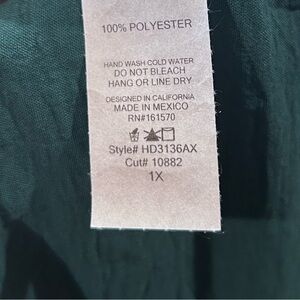 100% POLYESTER
HAND WASH COLD WATER
DO NOT BLEACH
HANG OR LINE DRY
DESIGNED IN CALIFORNIA
MADE IN MEXICO
RN#161570
Style# HD3136AX
Cut# 10882
1X